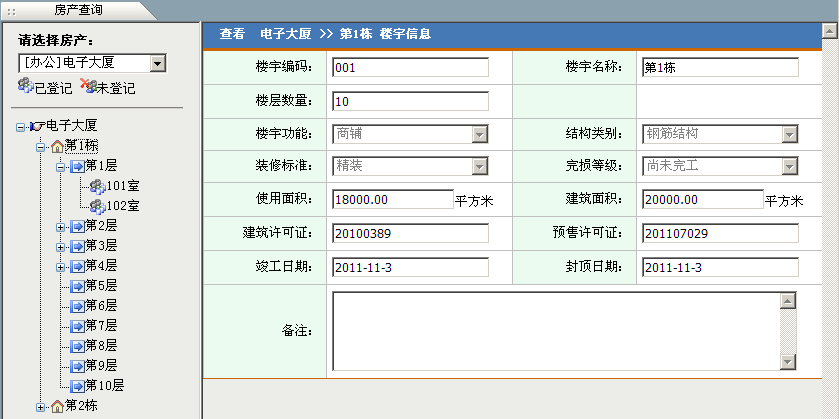 房产查询
请选择房产：
[办公]电子大厦
已登记 未登记
电子大厦
第1栋
第1层
101室
102室
第2层
第3层
第4层
第5层
第6层
第7层
第8层
第9层
第10层
第2栋
查看 电子大厦 >> 第1栋 楼宇信息
楼宇编码： 001 楼宇名称： 第1栋
楼层数量： 10
楼宇功能： 商铺 结构类别： 钢筋结构
装修标准： 精装 完损等级： 尚未完工
使用面积： 18000.00 平方米 建筑面积： 20000.00 平方米
建筑许可证： 20100389 预售许可证： 201107029
竣工日期： 2011-11-3 封顶日期： 2011-11-3
备注：